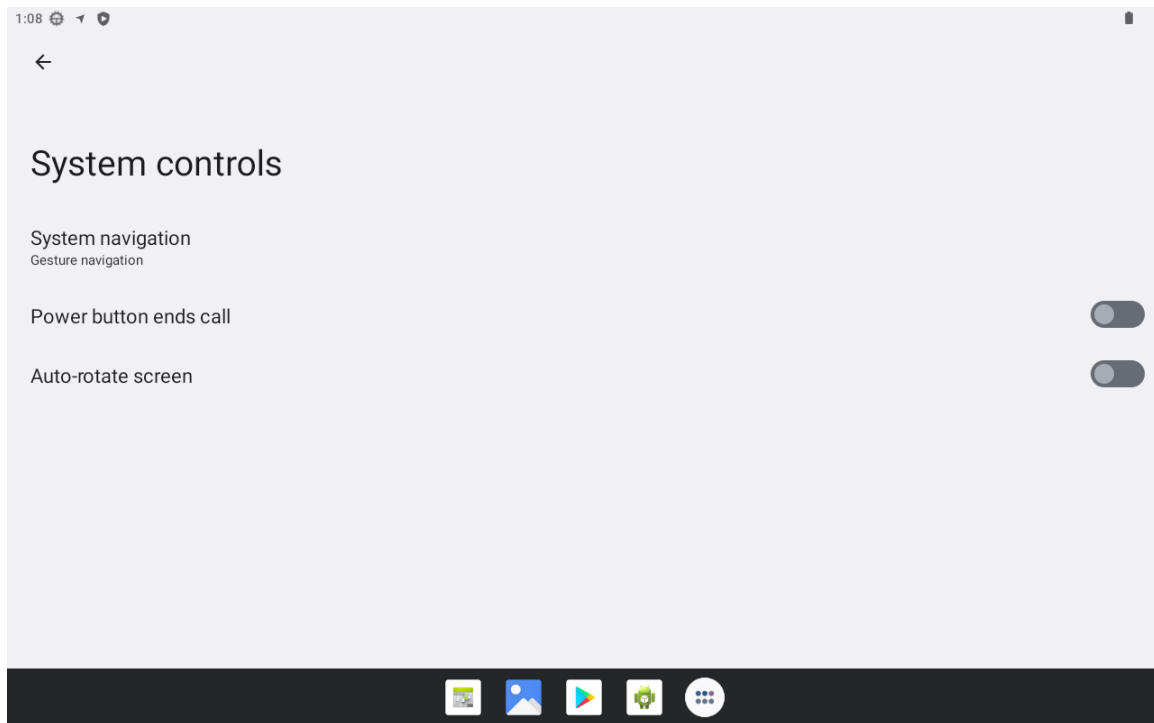 1:08
System controls
System navigation
Gesture navigation
Power button ends call
Auto-rotate screen